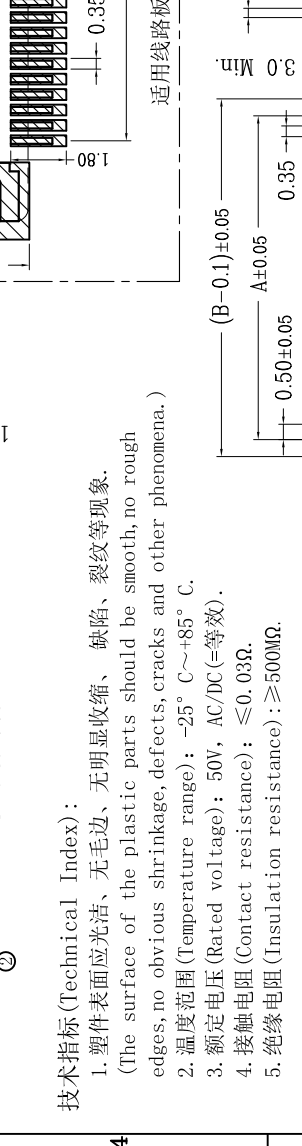 0.35
1.80
适用线路板
3.0 Min.
(B-0.1)±0.05
A±0.05
0.35
0.50±0.05
1
②
4
技术指标(Technical Index):
1.塑件表面应光洁、无毛边、无明显收缩、缺陷、裂纹等现象.
(The surface of the plastic parts should be smooth,no rough
edges,no obvious shrinkage,defects,cracks and other phenomena.)
2.温度范围(Temperature range): -25° C~+85° C.
3.额定电压(Rated voltage): 50V, AC/DC(=等效).
4.接触电阻(Contact resistance): ≤0.03Ω.
5.绝缘电阻(Insulation resistance):≥500MΩ.